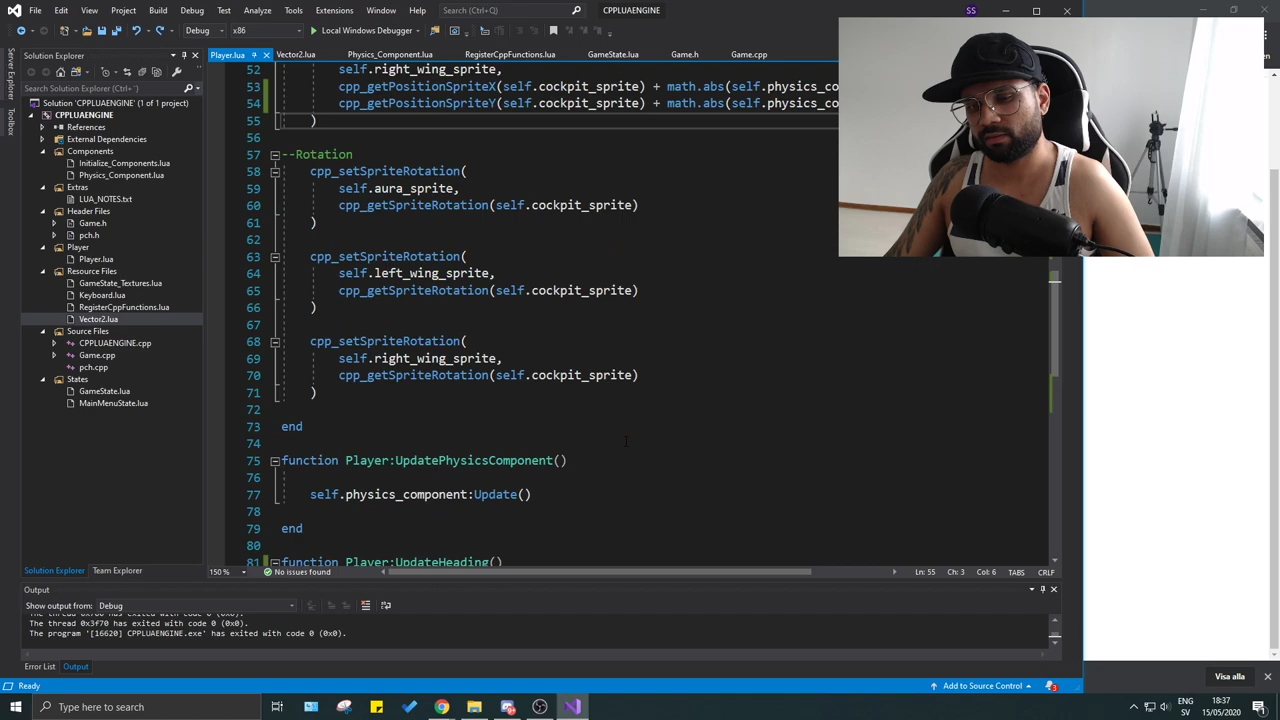 File Edit View Project Build Debug Test Analyze Tools Extensions Window Help Search (Ctrl+Q) CPPLUAENGINE SS
Debug x86 Local Windows Debugger
Server Explorer
Toolbox
Solution Explorer
Search Solution Explorer (Ctrl+')
Solution 'CPPLUAENGINE' (1 of 1 project)
CPPLUAENGINE
References
External Dependencies
Components
Initialize_Components.lua
Physics_Component.lua
Extras
LUA_NOTES.txt
Header Files
Game.h
pch.h
Player
Player.lua
Resource Files
GameState_Textures.lua
Keyboard.lua
RegisterCppFunctions.lua
Vector2.lua
Source Files
CPPLUAENGINE.cpp
Game.cpp
pch.cpp
States
GameState.lua
MainMenuState.lua
Solution Explorer Team Explorer
Player.lua Vector2.lua Physics_Component.lua RegisterCppFunctions.lua GameState.lua Game.h Game.cpp
52 self.right_wing_sprite,
53 cpp_getPositionSpriteX(self.cockpit_sprite) + math.abs(self.physics_co
54 cpp_getPositionSpriteY(self.cockpit_sprite) + math.abs(self.physics_co
55 )
56
57 --Rotation
58 cpp_setSpriteRotation(
59 self.aura_sprite,
60 cpp_getSpriteRotation(self.cockpit_sprite)
61 )
62
63 cpp_setSpriteRotation(
64 self.left_wing_sprite,
65 cpp_getSpriteRotation(self.cockpit_sprite)
66 )
67
68 cpp_setSpriteRotation(
69 self.right_wing_sprite,
70 cpp_getSpriteRotation(self.cockpit_sprite)
71 )
72
73 end
74
75 function Player:UpdatePhysicsComponent()
76
77 self.physics_component:Update()
78
79 end
80
81 function Player:UpdateHeading()
150 % No issues found Ln: 55 Ch: 3 Col: 6 TABS CRLF
Output
Show output from: Debug
The thread 0x3f70 has exited with code 0 (0x0).
The program '[16620] CPPLUAENGINE.exe' has exited with code 0 (0x0).
Error List Output
Ready Add to Source Control 3
Visa alla
Type here to search
ENG
SV
18:37
15/05/2020